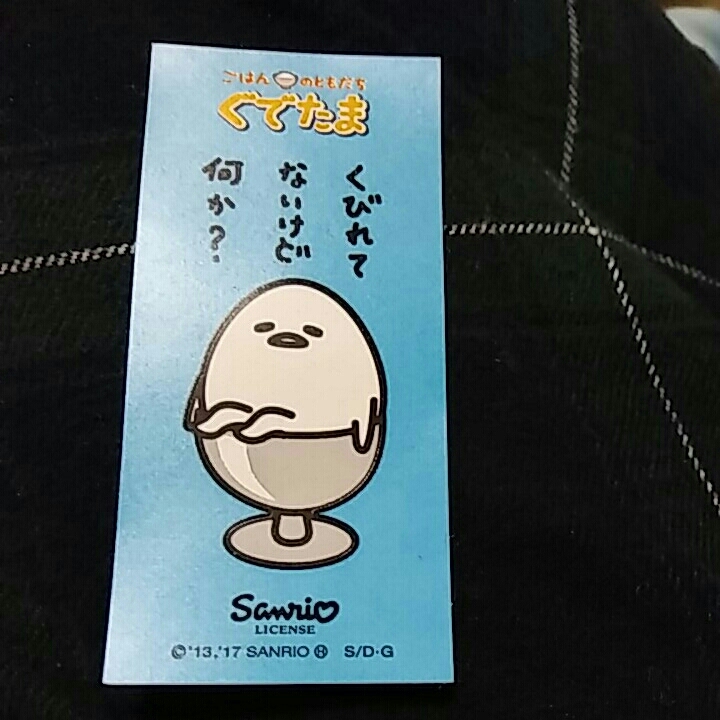 ごはんのともだち
ぐでたま
くびれて
ないけど
何か?
Sanrio
LICENSE
©'13,'17 SANRIO ® S/D·G